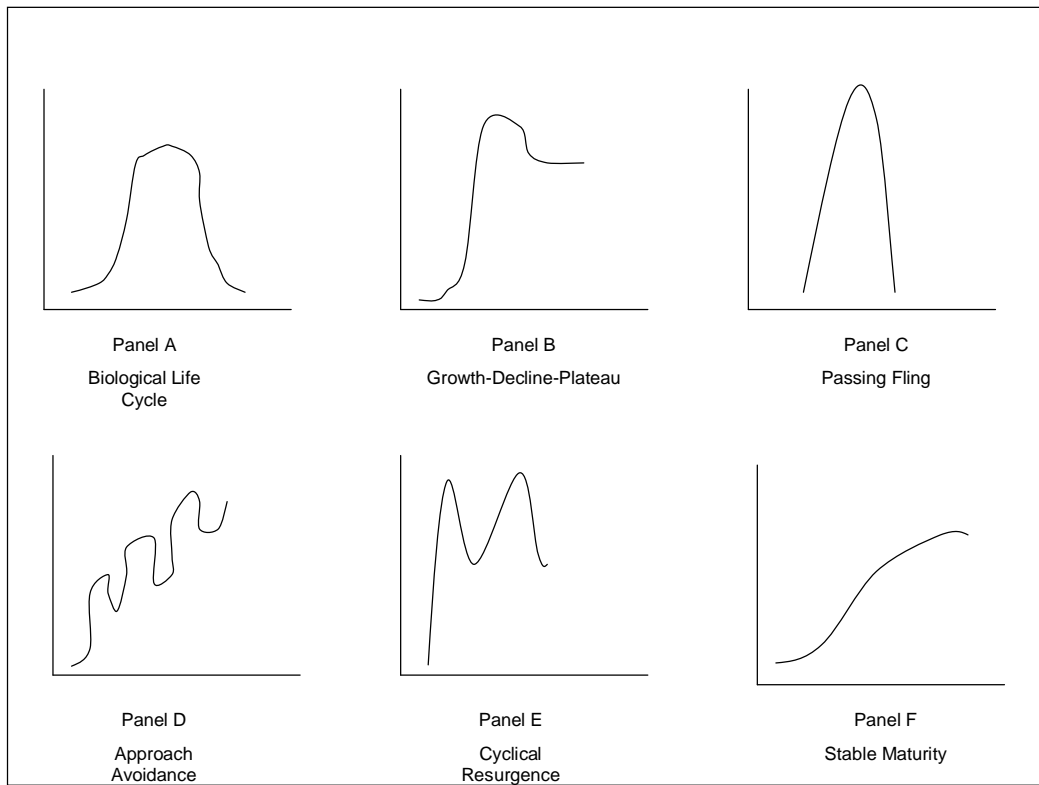 Panel A
Biological Life
Cycle
Panel B
Growth-Decline-Plateau
Panel C
Passing Fling
Panel D
Approach
Avoidance
Panel E
Cyclical
Resurgence
Panel F
Stable Maturity